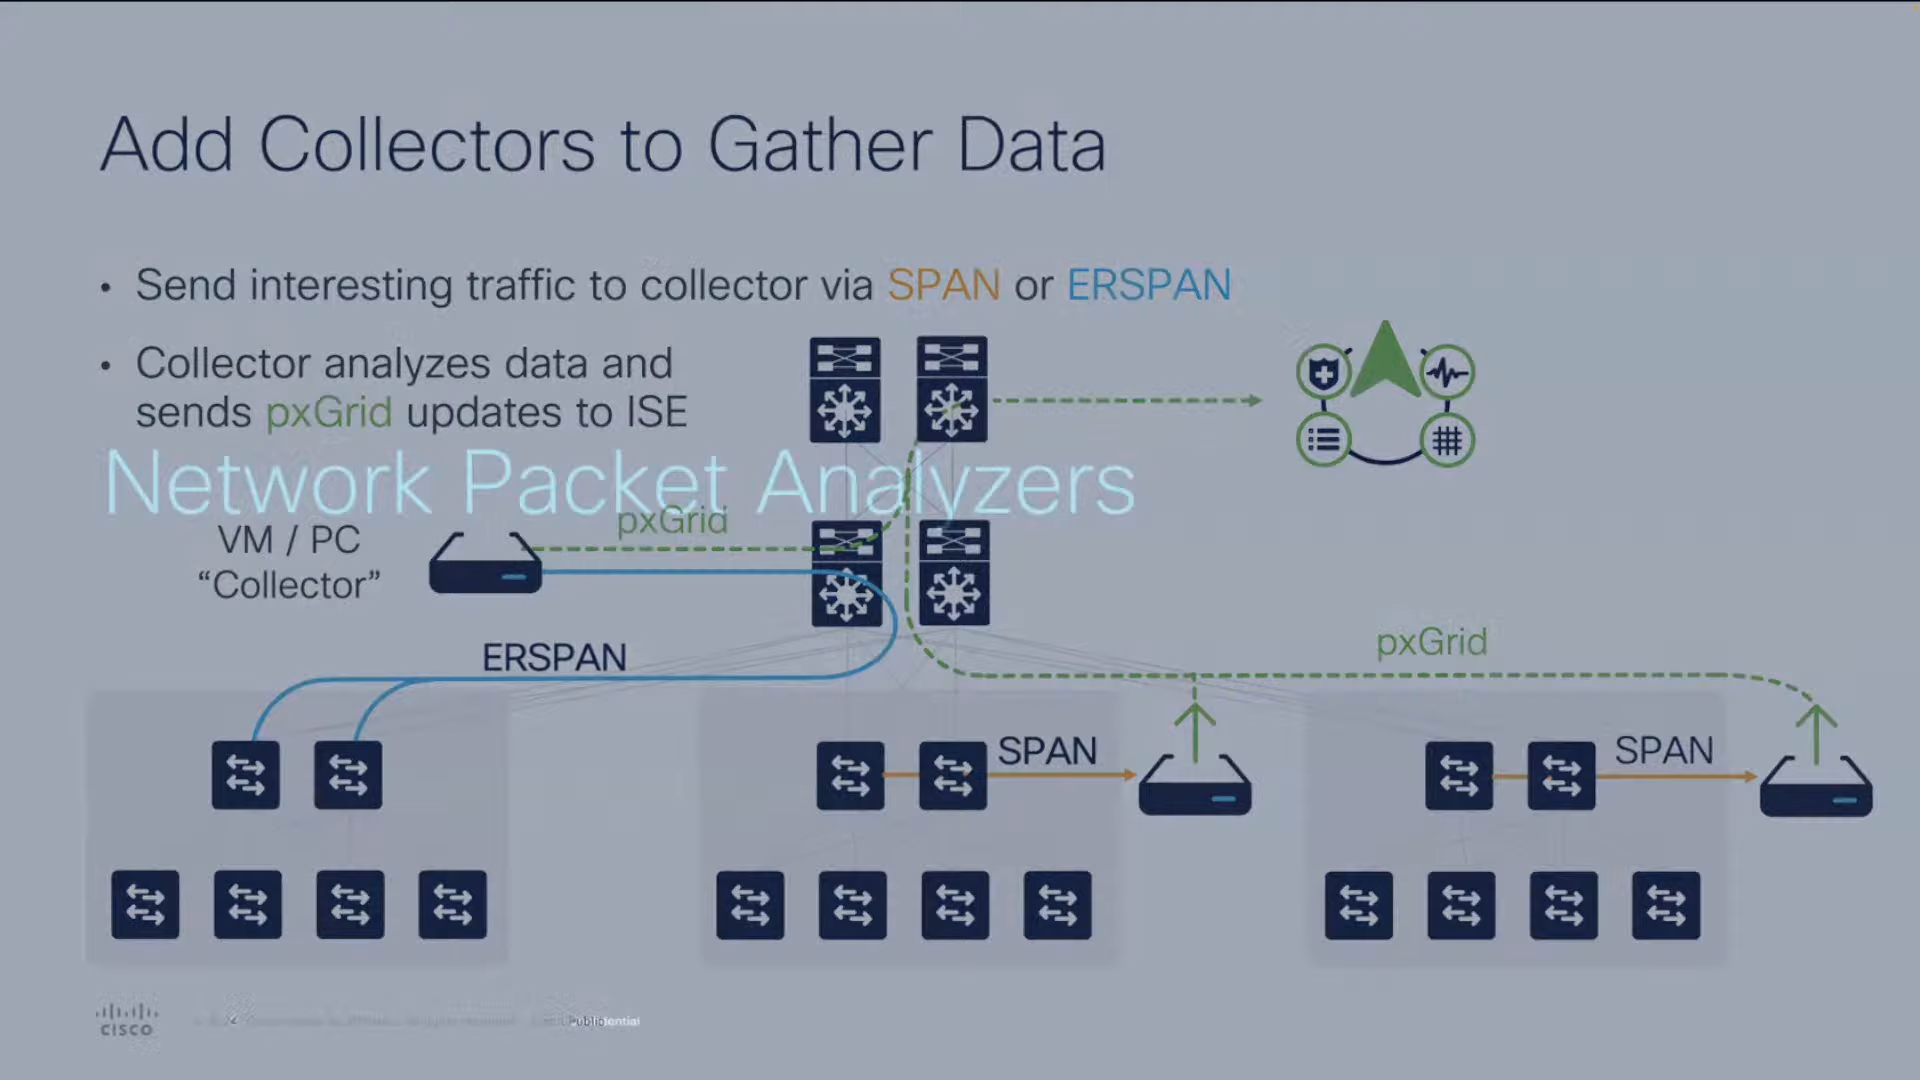 Add Collectors to Gather Data
• Send interesting traffic to collector via SPAN or ERSPAN
• Collector analyzes data and
sends pxGrid updates to ISE
Network Packet Analyzers
pxGrid
VM / PC
“Collector”
ERSPAN
pxGrid
SPAN
SPAN
CISCO